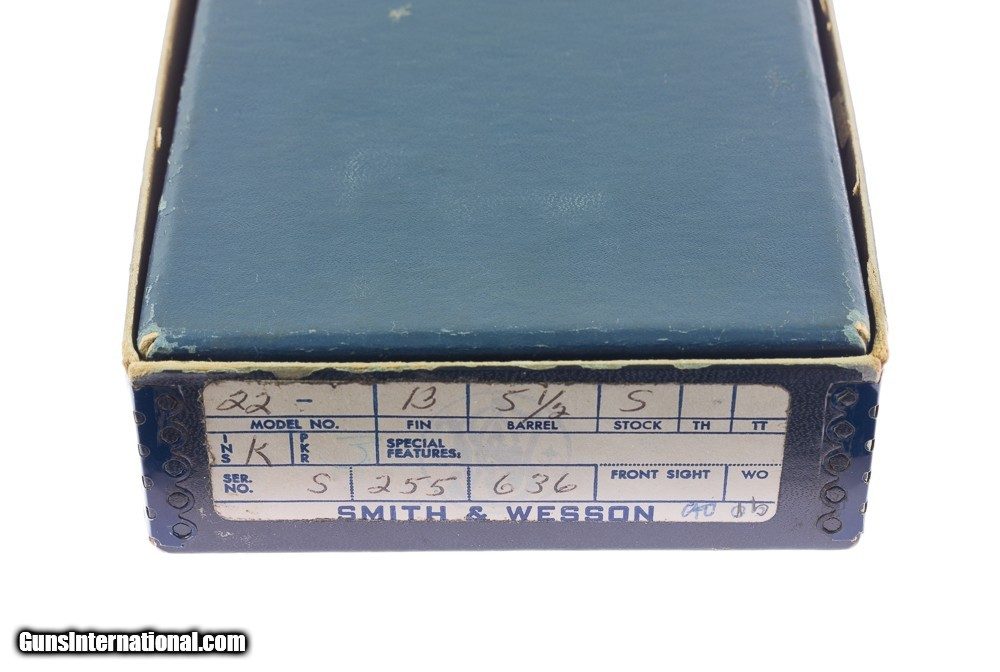 22 - B 5 1/2 S
MODEL NO. FIN BARREL STOCK TH TT
INS K PKR SPECIAL FEATURES:
SER. NO. S 255 636 FRONT SIGHT WO
SMITH & WESSON
GunsInternational.com